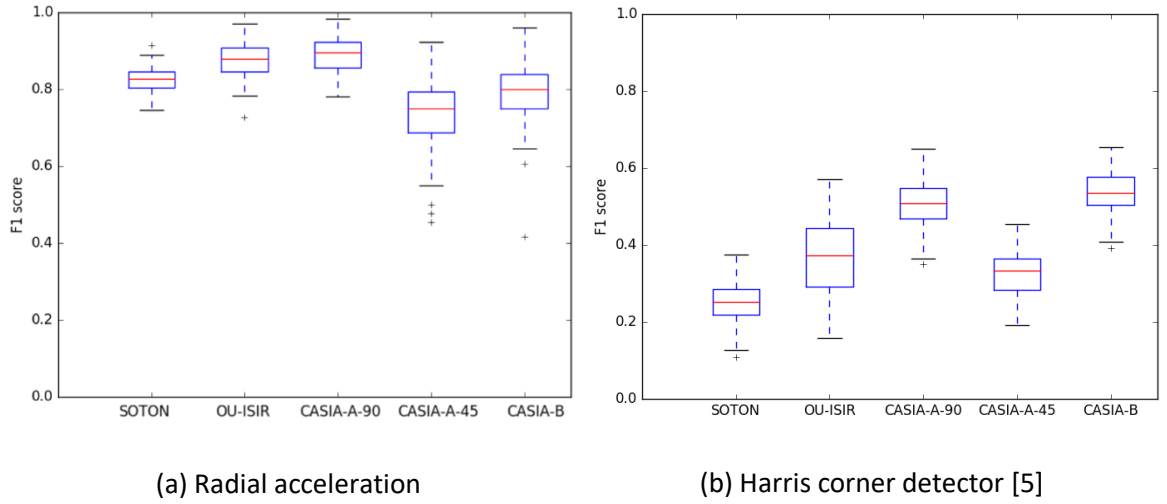 1.0
0.8
0.6
0.4
0.2
0.0
F1 score
SOTON OU-ISIR CASIA-A-90 CASIA-A-45 CASIA-B
(a) Radial acceleration
1.0
0.8
0.6
0.4
0.2
0.0
F1 score
SOTON OU-ISIR CASIA-A-90 CASIA-A-45 CASIA-B
(b) Harris corner detector [5]